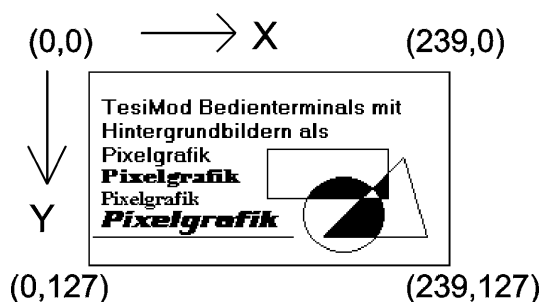 (0,0) X (239,0)
TesiMod Bedienterminals mit
Hintergrundbildern als
Pixelgrafik
Pixelgrafik
Pixelgrafik
Pixelgrafik
Y
(0,127) (239,127)